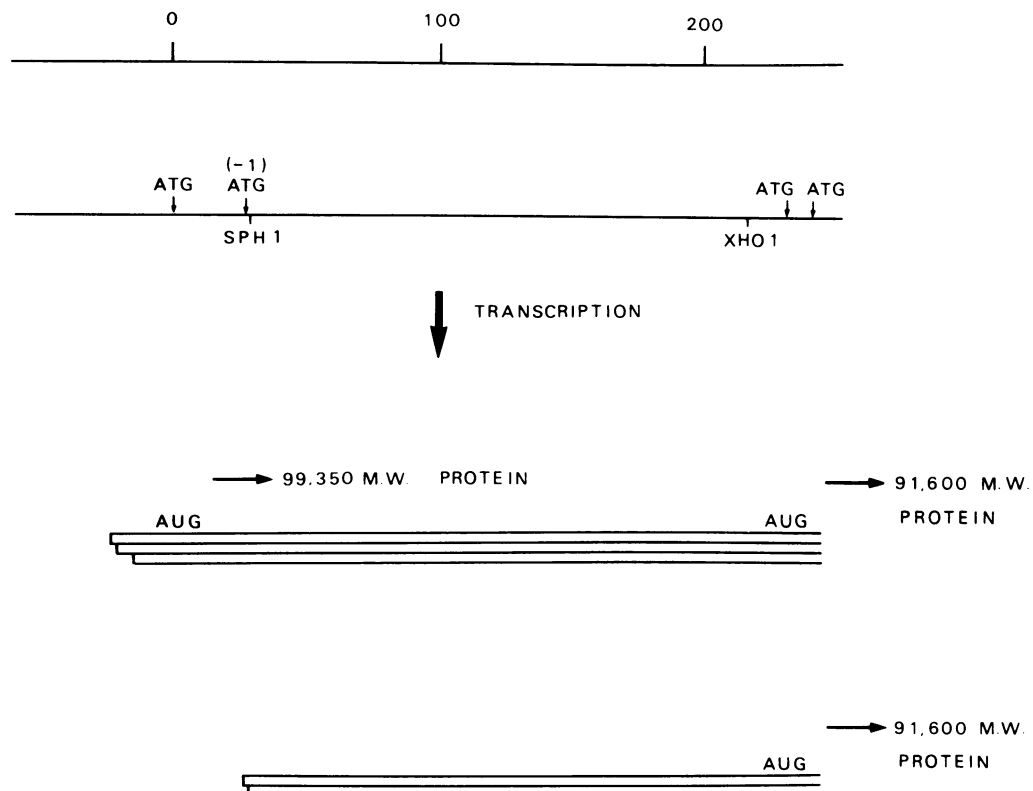 0 100 200
(-1)
ATG ATG ATG ATG
SPH 1 XHO 1
TRANSCRIPTION
99,350 M.W. PROTEIN 91,600 M.W.
PROTEIN
AUG AUG
91,600 M.W.
PROTEIN
AUG